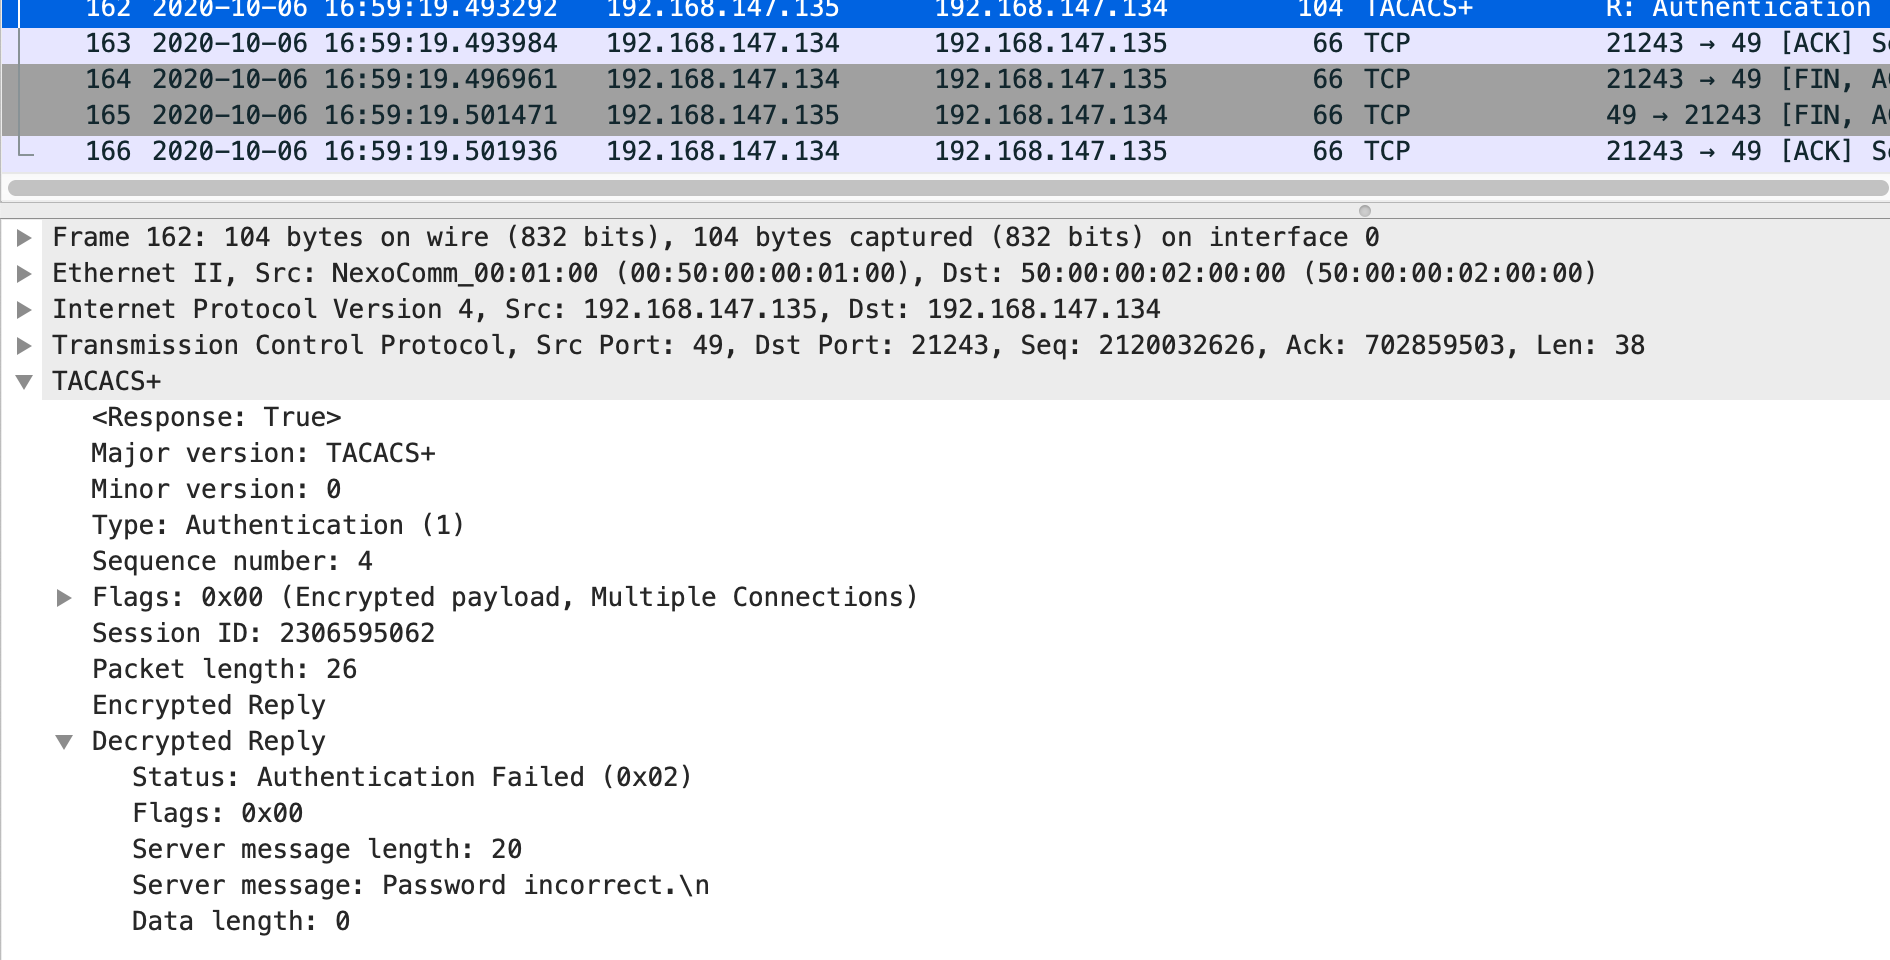 162 2020-10-06 16:59:19.493292 192.168.147.135 192.168.147.134 104 TACACS+ R: Authentication
163 2020-10-06 16:59:19.493984 192.168.147.134 192.168.147.135 66 TCP 21243 → 49 [ACK] Se
164 2020-10-06 16:59:19.496961 192.168.147.134 192.168.147.135 66 TCP 21243 → 49 [FIN, A
165 2020-10-06 16:59:19.501471 192.168.147.135 192.168.147.134 66 TCP 49 → 21243 [FIN, A
166 2020-10-06 16:59:19.501936 192.168.147.134 192.168.147.135 66 TCP 21243 → 49 [ACK] Se
Frame 162: 104 bytes on wire (832 bits), 104 bytes captured (832 bits) on interface 0
Ethernet II, Src: NexoComm_00:01:00 (00:50:00:00:01:00), Dst: 50:00:00:02:00:00 (50:00:00:02:00:00)
Internet Protocol Version 4, Src: 192.168.147.135, Dst: 192.168.147.134
Transmission Control Protocol, Src Port: 49, Dst Port: 21243, Seq: 2120032626, Ack: 702859503, Len: 38
TACACS+
<Response: True>
Major version: TACACS+
Minor version: 0
Type: Authentication (1)
Sequence number: 4
Flags: 0x00 (Encrypted payload, Multiple Connections)
Session ID: 2306595062
Packet length: 26
Encrypted Reply
Decrypted Reply
Status: Authentication Failed (0x02)
Flags: 0x00
Server message length: 20
Server message: Password incorrect.\n
Data length: 0